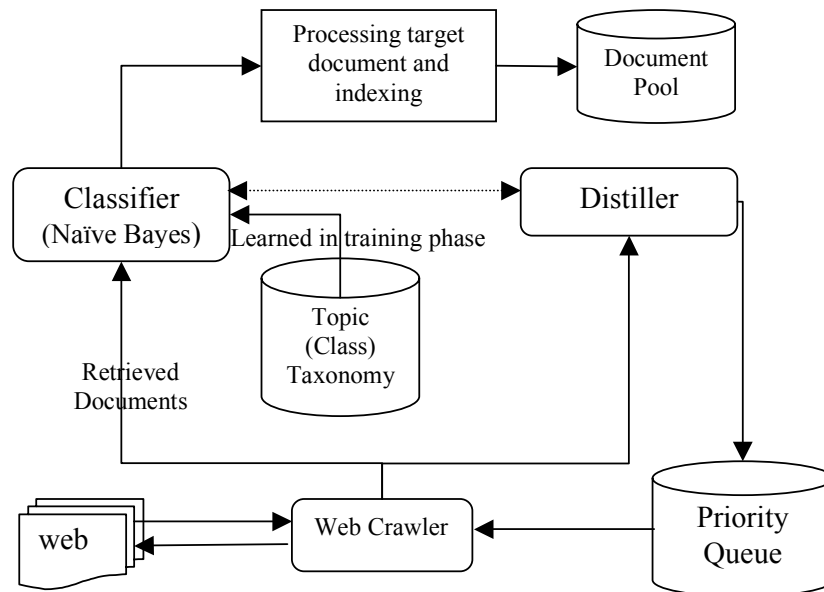 Processing target
document and
indexing
Document
Pool
Classifier
(Naïve Bayes)
Distiller
Learned in training phase
Topic
(Class)
Taxonomy
Retrieved
Documents
web
Web Crawler
Priority
Queue